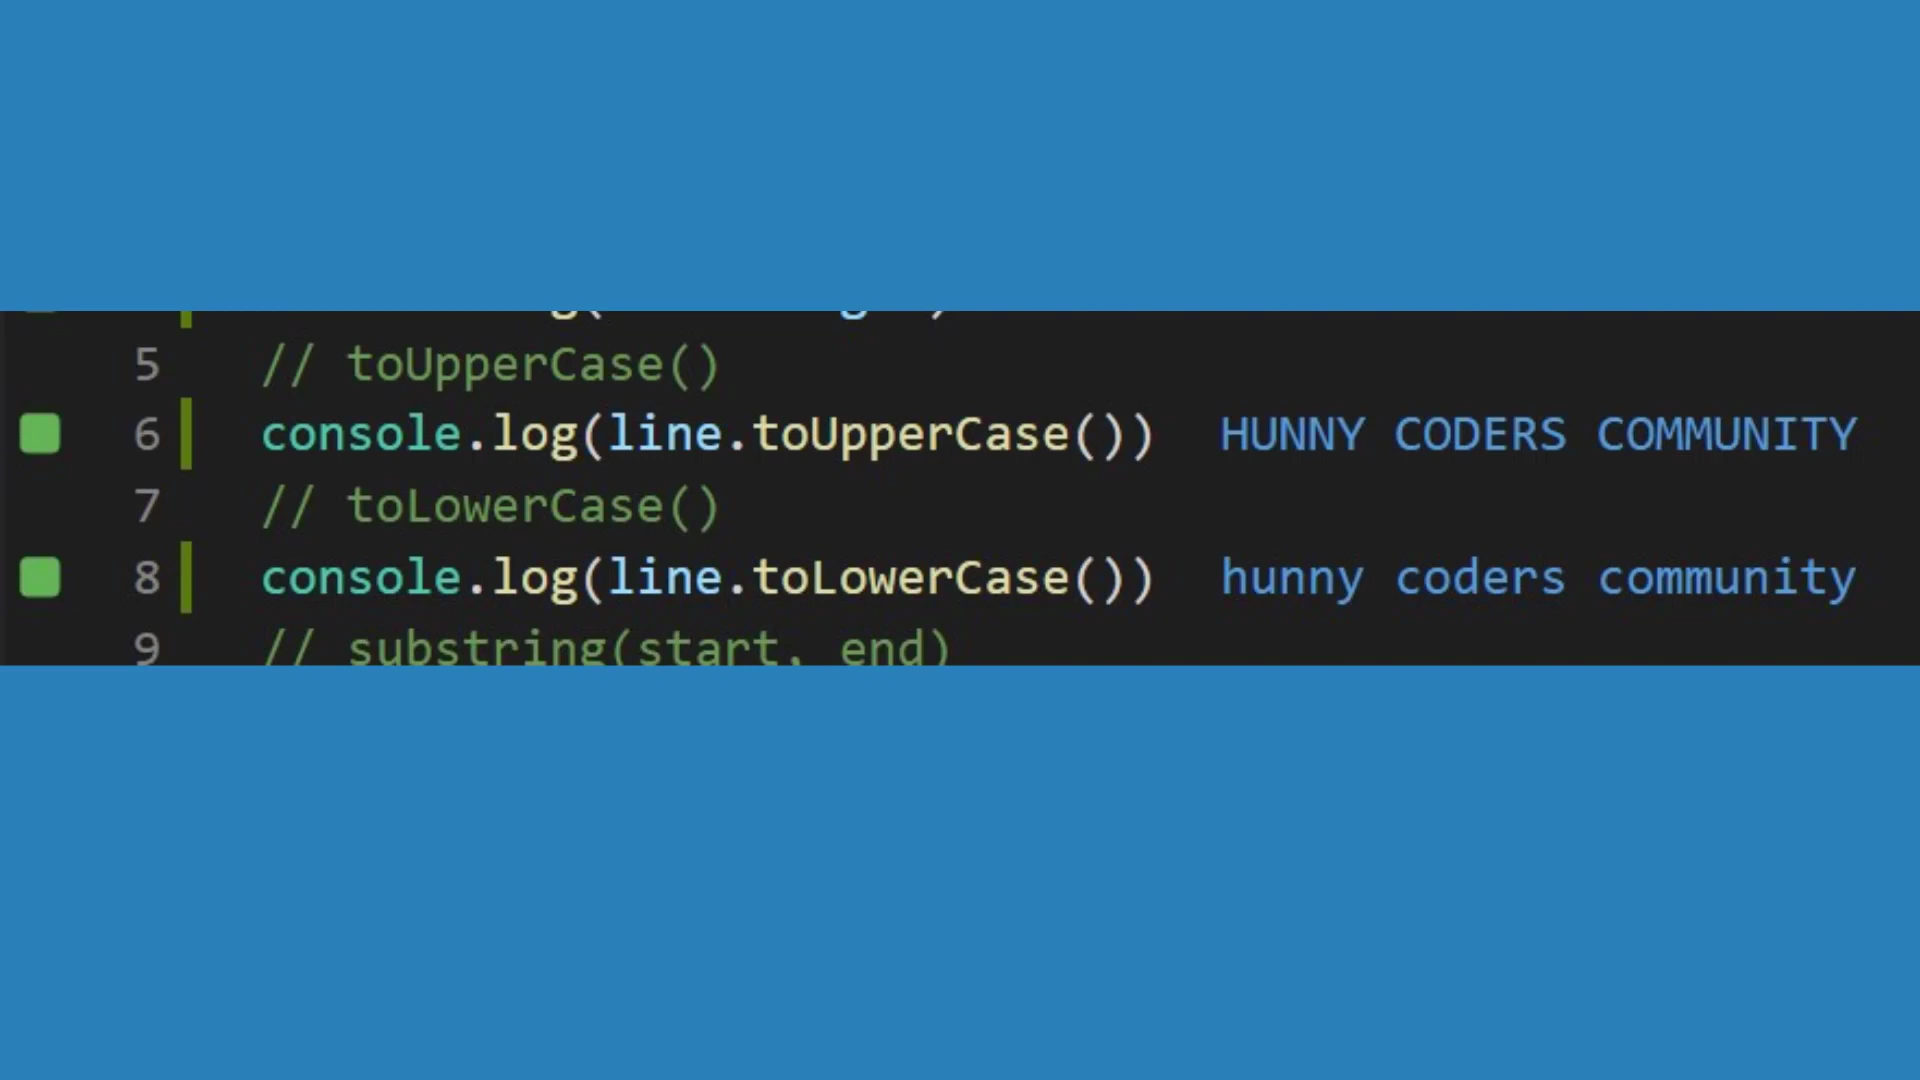 5 // toUpperCase()
6 console.log(line.toUpperCase()) HUNNY CODERS COMMUNITY
7 // toLowerCase()
8 console.log(line.toLowerCase()) hunny coders community
9 // substring(start, end)